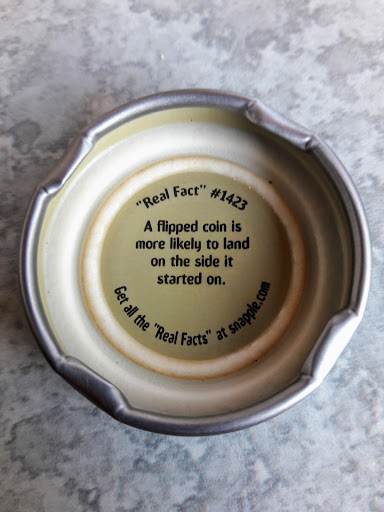 "Real Fact" #1423
A flipped coin is
more likely to land
on the side it
started on.
Get all the "Real Facts" at snapple.com